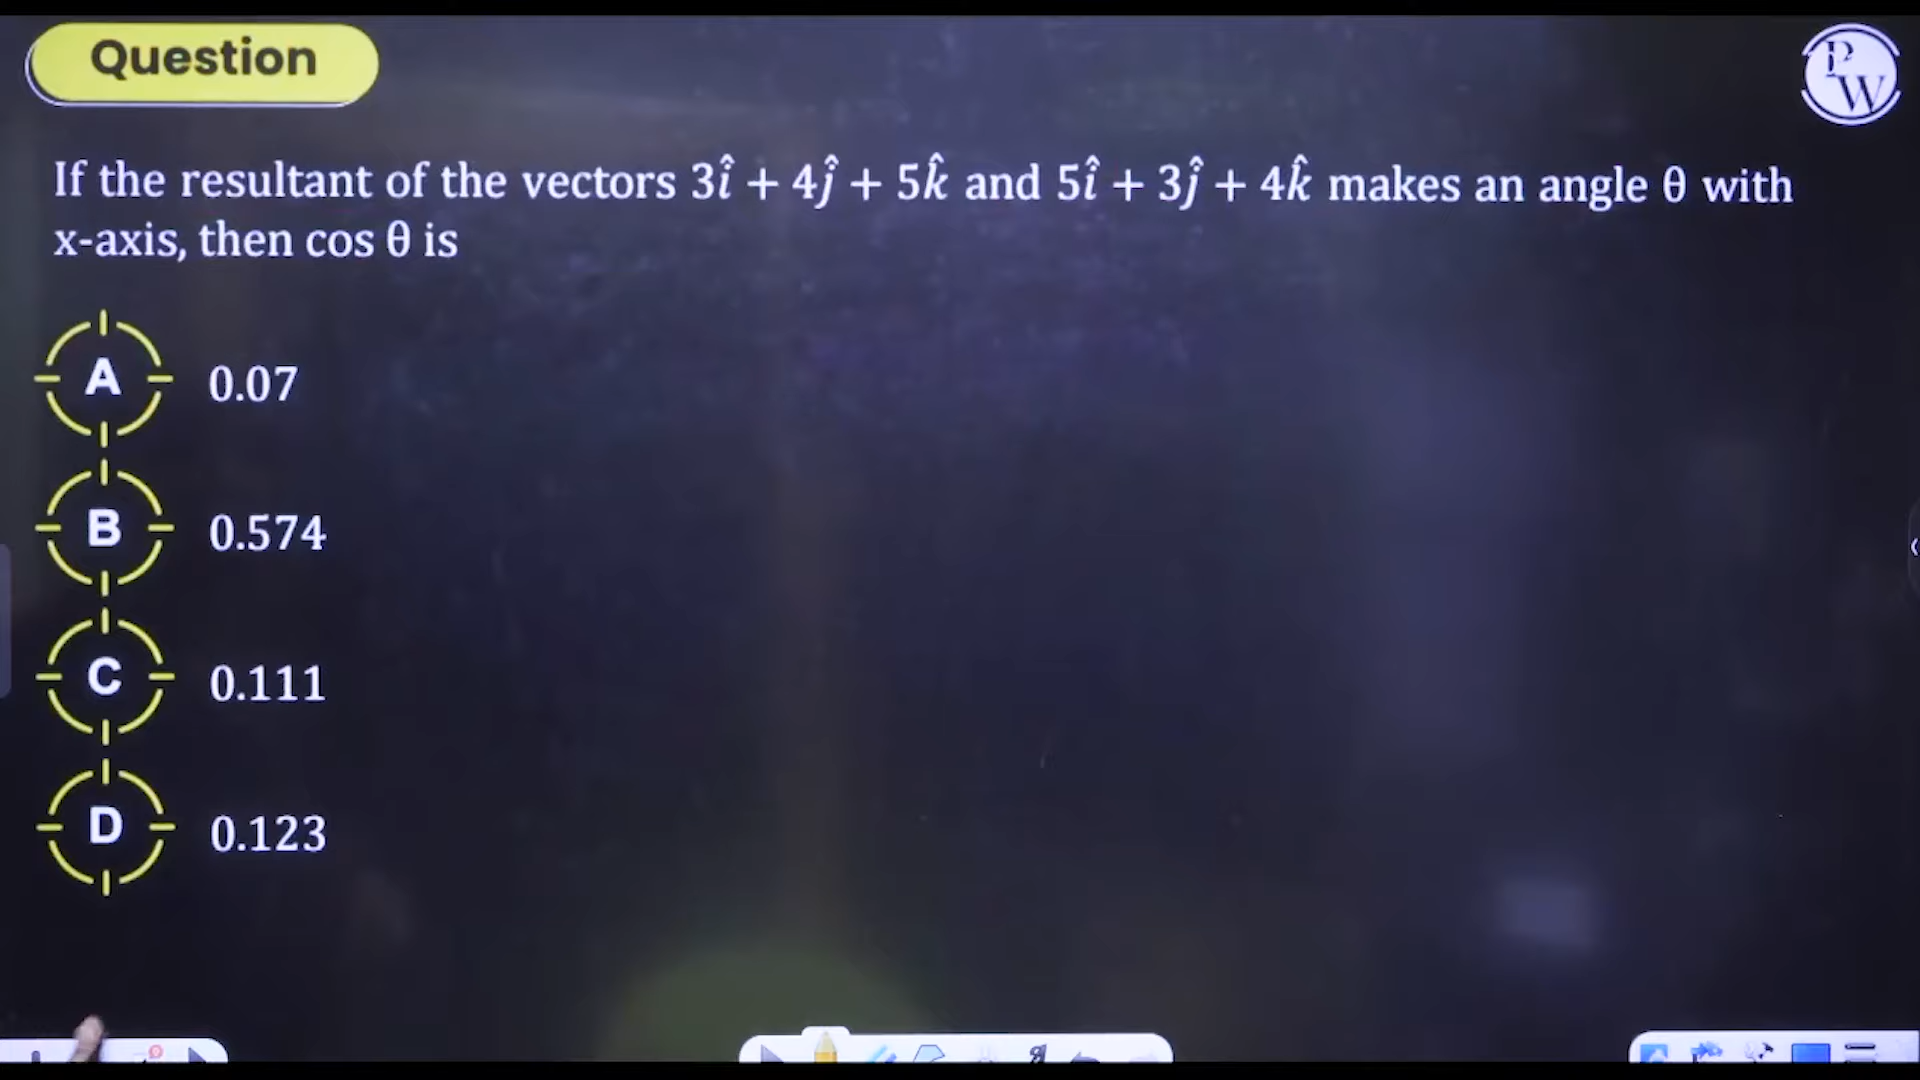 Question
PW
If the resultant of the vectors 3î + 4ĵ + 5k̂ and 5î + 3ĵ + 4k̂ makes an angle θ with
x-axis, then cos θ is
A 0.07
B 0.574
C 0.111
D 0.123